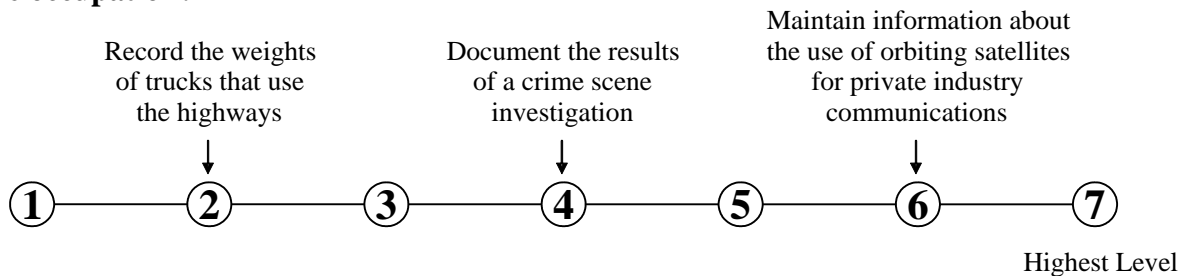 Record the weights
of trucks that use
the highways
Document the results
of a crime scene
investigation
Maintain information about
the use of orbiting satellites
for private industry
communications
1 2 3 4 5 6 7
Highest Level